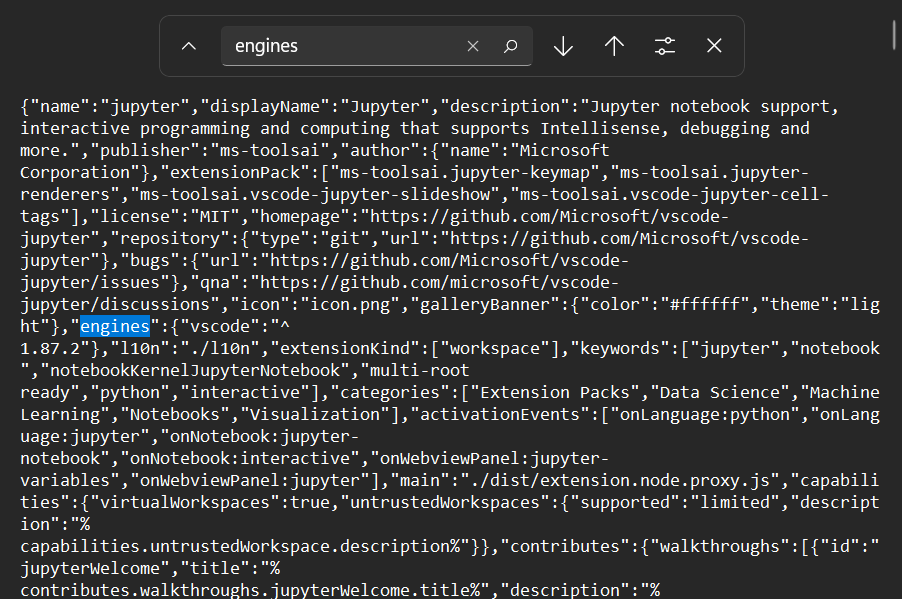 engines
{"name":"jupyter","displayName":"Jupyter","description":"Jupyter notebook support,
interactive programming and computing that supports Intellisense, debugging and
more.","publisher":"ms-toolsai","author":{"name":"Microsoft
Corporation"},"extensionPack":["ms-toolsai.jupyter-keymap","ms-toolsai.jupyter-
renderers","ms-toolsai.vscode-jupyter-slideshow","ms-toolsai.vscode-jupyter-cell-
tags"],"license":"MIT","homepage":"https://github.com/Microsoft/vscode-
jupyter","repository":{"type":"git","url":"https://github.com/Microsoft/vscode-
jupyter"},"bugs":{"url":"https://github.com/Microsoft/vscode-
jupyter/issues"},"qna":"https://github.com/microsoft/vscode-
jupyter/discussions","icon":"icon.png","galleryBanner":{"color":"#ffffff","theme":"lig
ht"},"engines":{"vscode":"^
1.87.2"},"l10n":"./l10n","extensionKind":["workspace"],"keywords":["jupyter","notebook
","notebookKernelJupyterNotebook","multi-root
ready","python","interactive"],"categories":["Extension Packs","Data Science","Machine
Learning","Notebooks","Visualization"],"activationEvents":["onLanguage:python","onLang
uage:jupyter","onNotebook:jupyter-
notebook","onNotebook:interactive","onWebviewPanel:jupyter-
variables","onWebviewPanel:jupyter"],"main":"./dist/extension.node.proxy.js","capabili
ties":{"virtualWorkspaces":true,"untrustedWorkspaces":{"supported":"limited","descript
ion":"%
capabilities.untrustedWorkspace.description%"}},"contributes":{"walkthroughs":[{"id":"
jupyterWelcome","title":"%
contributes.walkthroughs.jupyterWelcome.title%","description":"%